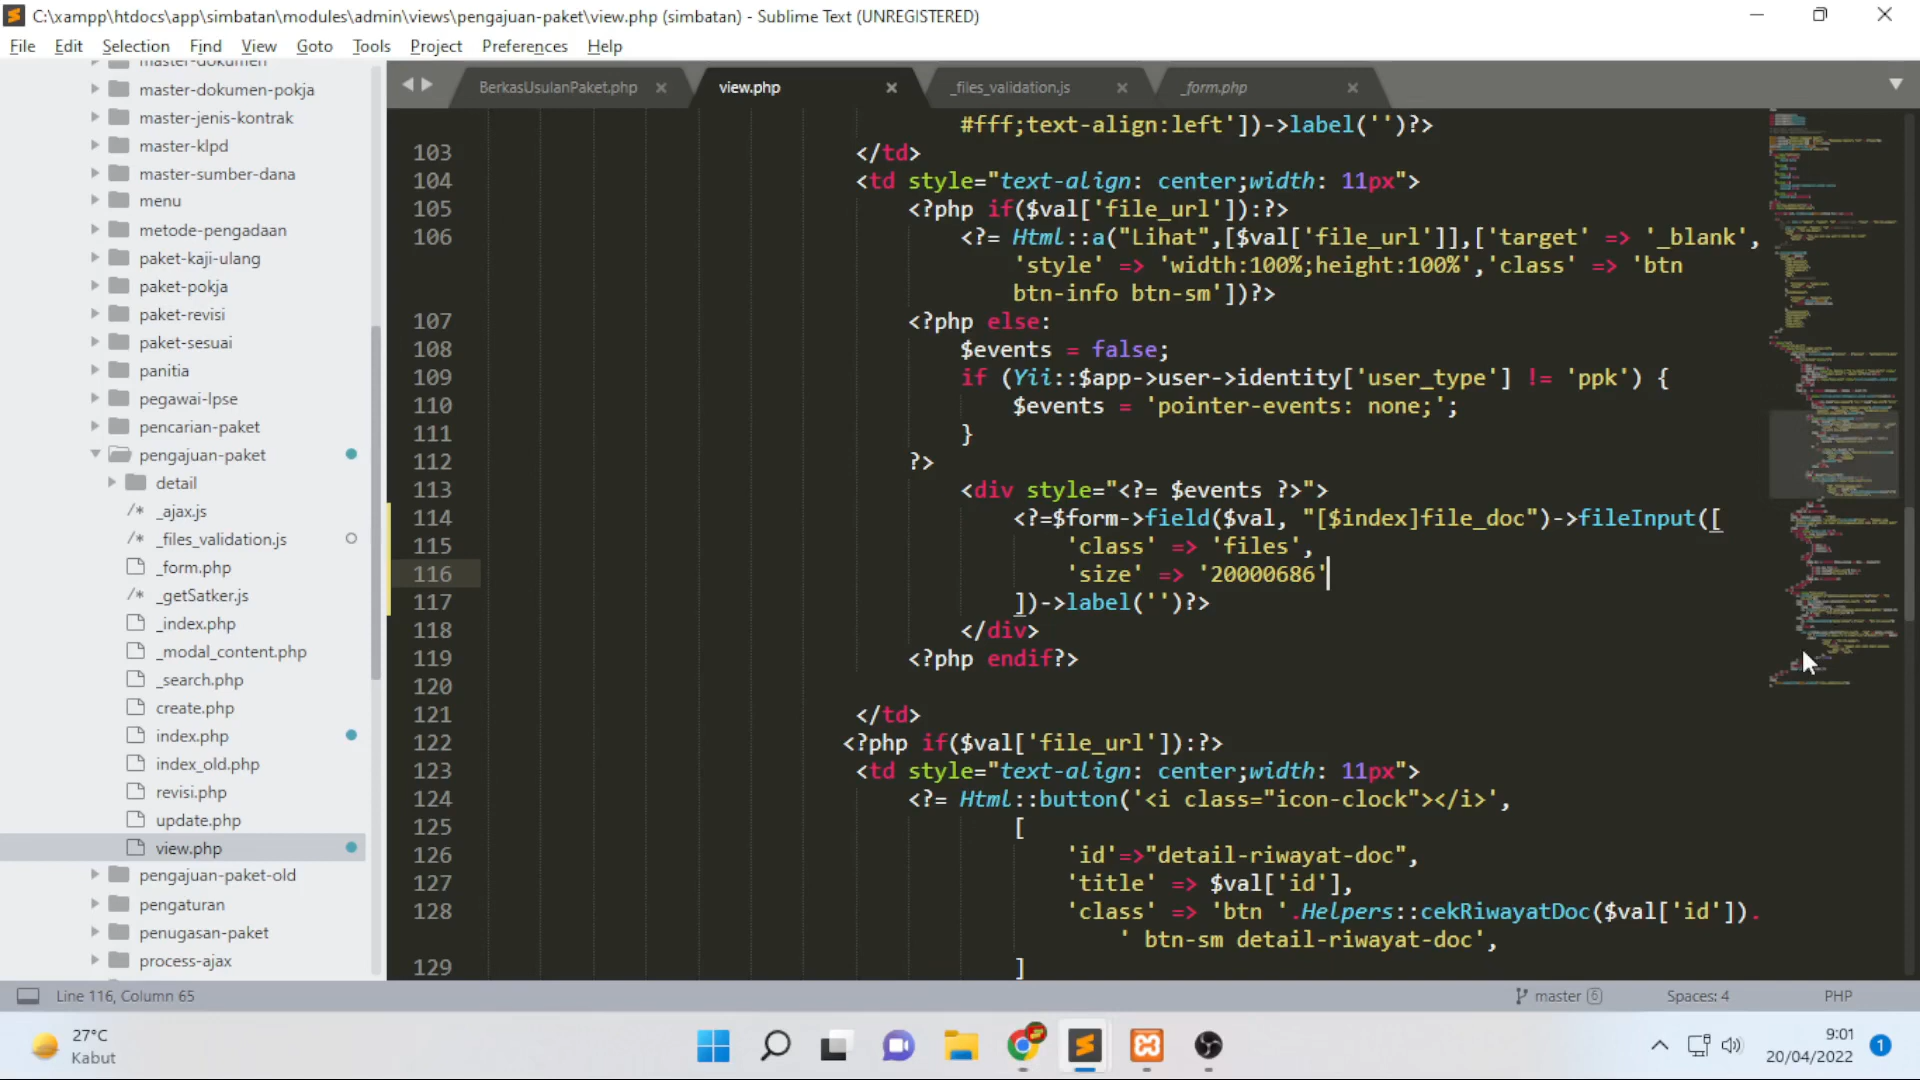 C:\xampp\htdocs\app\simbatan\modules\admin\views\pengajuan-paket\view.php (simbatan) - Sublime Text (UNREGISTERED)
File Edit Selection Find View Goto Tools Project Preferences Help
master-dokumen
master-dokumen-pokja
master-jenis-kontrak
master-klpd
master-sumber-dana
menu
metode-pengadaan
paket-kaji-ulang
paket-pokja
paket-revisi
paket-sesuai
panitia
pegawai-lpse
pencarian-paket
pengajuan-paket
detail
/* _ajax.js
/* _files_validation.js
_form.php
/* _getSatker.js
_index.php
_modal_content.php
_search.php
create.php
index.php
index_old.php
revisi.php
update.php
view.php
pengajuan-paket-old
pengaturan
penugasan-paket
process-ajax
BerkasUsulanPaket.php view.php _files_validation.js _form.php
#fff;text-align:left'])->label('')?>
103 </td>
104 <td style="text-align: center;width: 11px">
105 <?php if($val['file_url']):?>
106 <?= Html::a("Lihat",[$val['file_url']],['target' => '_blank',
'style' => 'width:100%;height:100%','class' => 'btn
btn-info btn-sm'])?>
107 <?php else:
108 $events = false;
109 if (Yii::$app->user->identity['user_type'] != 'ppk') {
110 $events = 'pointer-events: none;';
111 }
112 ?>
113 <div style="<?= $events ?>">
114 <?=$form->field($val, "[$index]file_doc")->fileInput([
115 'class' => 'files',
116 'size' => '20000686'
117 ])->label('')?>
118 </div>
119 <?php endif?>
120
121 </td>
122 <?php if($val['file_url']):?>
123 <td style="text-align: center;width: 11px">
124 <?= Html::button('<i class="icon-clock"></i>',
125 [
126 'id'=>"detail-riwayat-doc",
127 'title' => $val['id'],
128 'class' => 'btn '.Helpers::cekRiwayatDoc($val['id']).
' btn-sm detail-riwayat-doc',
129 ]
Line 116, Column 65 master 6 Spaces: 4 PHP
27°C
Kabut
9:01
20/04/2022
1